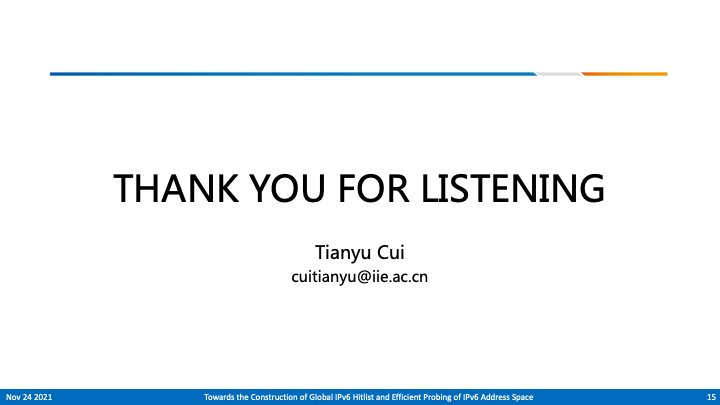 THANK YOU FOR LISTENING
Tianyu Cui
cuitianyu@iie.ac.cn
Nov 24 2021
Towards the Construction of Global IPv6 Hitlist and Efficient Probing of IPv6 Address Space
15